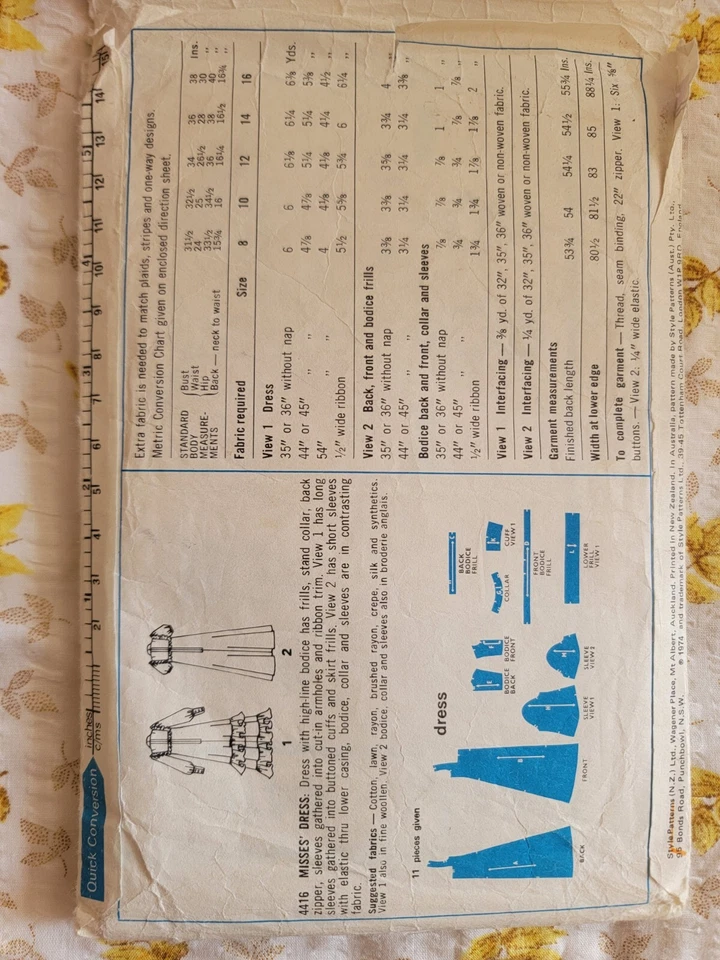 Quick Conversion
inches
c/ms
1
2
4416 MISSES' DRESS: Dress with high-line bodice has frills, stand collar, back
zipper, sleeves gathered into cut-in armholes and ribbon trim. View 1 has long
sleeves gathered into buttoned cuffs and skirt frills. View 2 has short sleeves
with elastic thru lower casing, bodice, collar and sleeves are in contrasting
fabric.
Suggested fabrics — Cotton, lawn, rayon, brushed rayon, crepe, silk and synthetics.
View 1 also in fine woollen. View 2 bodice, collar and sleeves also in broderie anglais.
11 pieces given
dress
BACK
FRONT
SLEEVE
VIEW 1
SLEEVE
VIEW 2
BODICE
BACK
BODICE
FRONT
COLLAR
CUFF
VIEW 1
BACK
BODICE
FRILL
FRONT
BODICE
FRILL
LOWER
FRILL
VIEW 1
Extra fabric is needed to match plaids, stripes and one-way designs.
Metric Conversion Chart given on enclosed direction sheet.
STANDARD BODY MEASUREMENTS
Bust 31½ 32½ 34 36 38 Ins.
Waist 24 25 26½ 28 30 ,,
Hip 33½ 34½ 36 38 40 ,,
Back — neck to waist 15¾ 16 16¼ 16½ 16¾ ,,
Fabric required Size 8 10 12 14 16
View 1 Dress
35" or 36" without nap 6 6 6⅛ 6¼ 6⅜ Yds.
44" or 45" ,, ,, 4⅞ 4⅞ 5¼ 5¼ 5⅜ ,,
54" ,, ,, 4 4⅛ 4⅛ 4¼ 4½ ,,
½" wide ribbon 5½ 5⅝ 5¾ 6 6¼ ,,
View 2 Back, front and bodice frills
35" or 36" without nap 3⅜ 3⅜ 3⅝ 3¾ 4 ,,
44" or 45" ,, ,, 3¼ 3¼ 3¼ 3¼ 3⅜ ,,
Bodice back and front, collar and sleeves
35" or 36" without nap ⅞ ⅞ ⅞ 1 1 ,,
44" or 45" ,, ,, ¾ ¾ ¾ ⅞ ⅞ ,,
½" wide ribbon 1¾ 1¾ 1⅞ 1⅞ 2 ,,
View 1 Interfacing — ⅜ yd. of 32", 35", 36" woven or non-woven fabric.
View 2 Interfacing — ¼ yd. of 32", 35", 36" woven or non-woven fabric.
Garment measurements
Finished back length 53¾ 54 54¼ 54½ 55¾ Ins.
Width at lower edge 80½ 81½ 83 85 88¼ Ins.
To complete garment — Thread, seam binding, 22" zipper. View 1: Six ⅜"
buttons. — View 2. ¼" wide elastic.
Style Patterns (N.Z.) Ltd., Wagener Place, Mt Albert, Auckland. Printed in New Zealand. In Australia, pattern made by Style Patterns (Aust.) Pty. Ltd.,
95 Bonds Road, Punchbowl, N.S.W. ® 1974 and trademark of Style Patterns Ltd., 39-45 Tottenham Court Road, London W1P 9RD, England